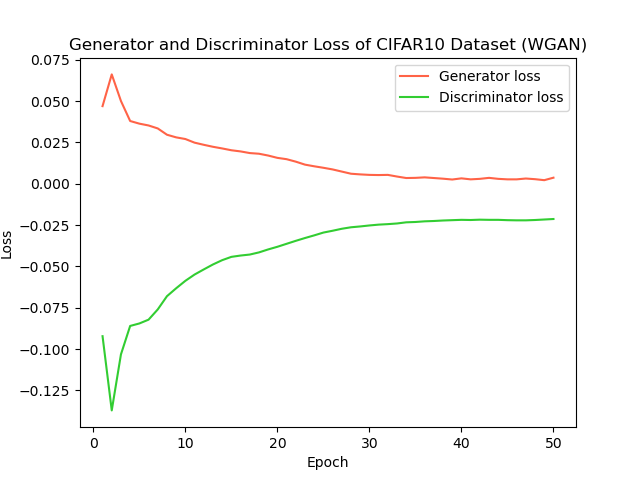 Generator and Discriminator Loss of CIFAR10 Dataset (WGAN)
Generator loss
Discriminator loss
0.075
0.050
0.025
0.000
−0.025
−0.050
−0.075
−0.100
−0.125
Loss
0 10 20 30 40 50
Epoch